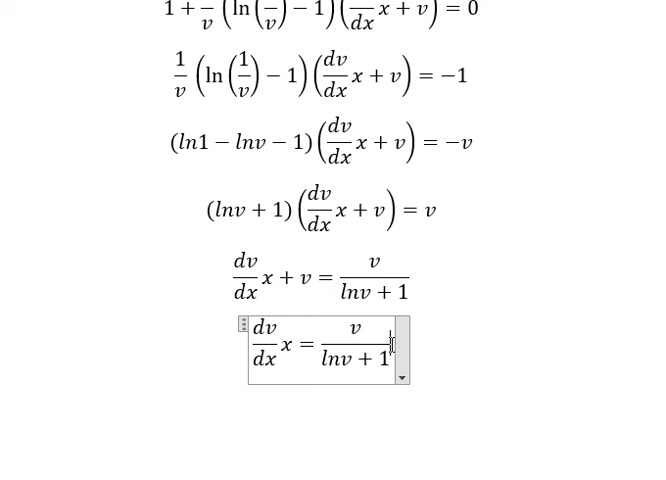 1 + 1/v (ln(1/v) − 1)(dv/dx x + v) = 0
1/v (ln(1/v) − 1)(dv/dx x + v) = −1
(ln1 − lnv − 1)(dv/dx x + v) = −v
(lnv + 1)(dv/dx x + v) = v
dv/dx x + v = v/(lnv + 1)
dv/dx x = v/(lnv + 1)